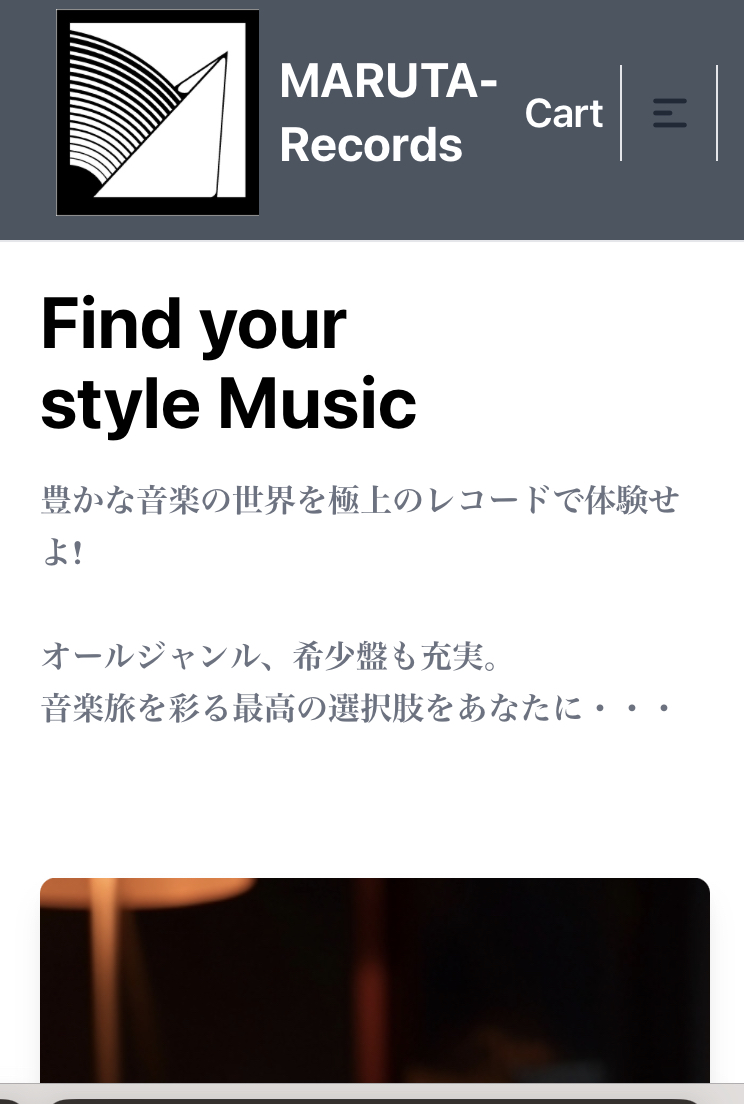 MARUTA-
Records
Cart
Find your
style Music
豊かな音楽の世界を極上のレコードで体験せ
よ!
オールジャンル、希少盤も充実。
音楽旅を彩る最高の選択肢をあなたに・・・